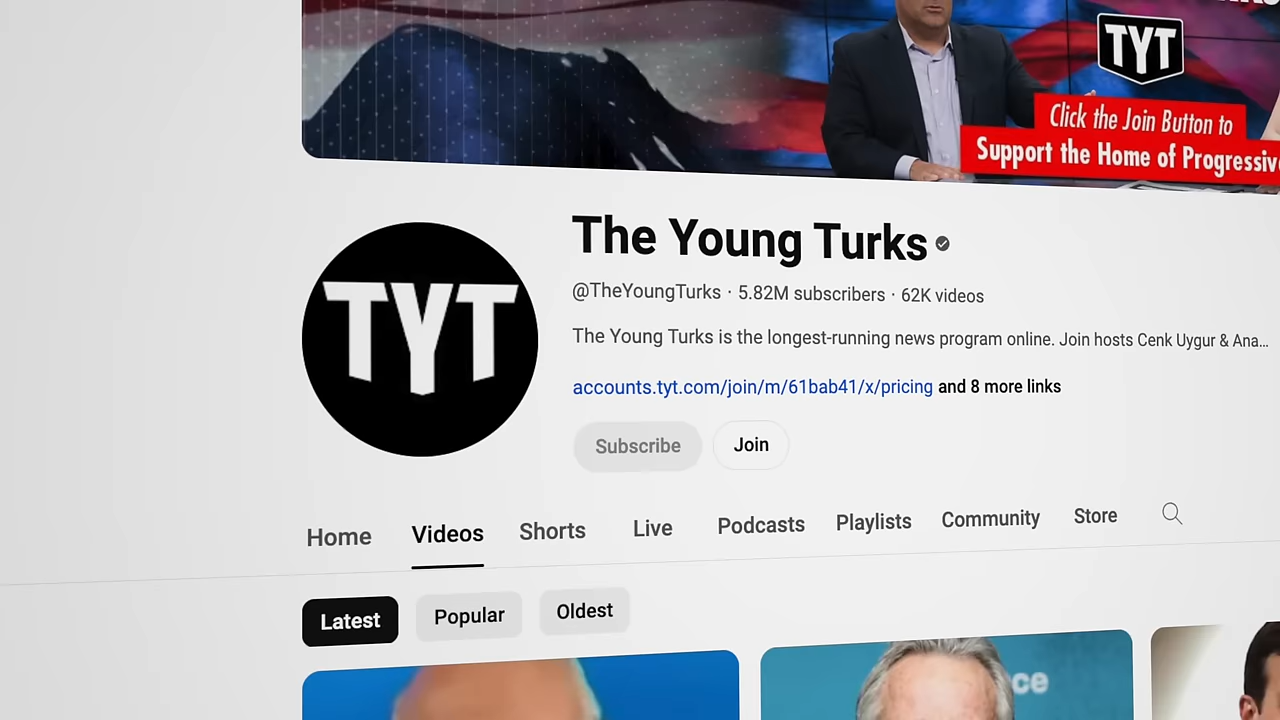 TYT
Click the Join Button to
Support the Home of
TYT
The Young Turks
@TheYoungTurks · 5.82M subscribers · 62K videos
The Young Turks is the longest-running news program online. Join hosts Cenk Uygur & Ana...
accounts.tyt.com/join/m/61bab41/x/pricing and 8 more links
Subscribe
Join
Home Videos Shorts Live Podcasts Playlists Community Store
Latest Popular Oldest